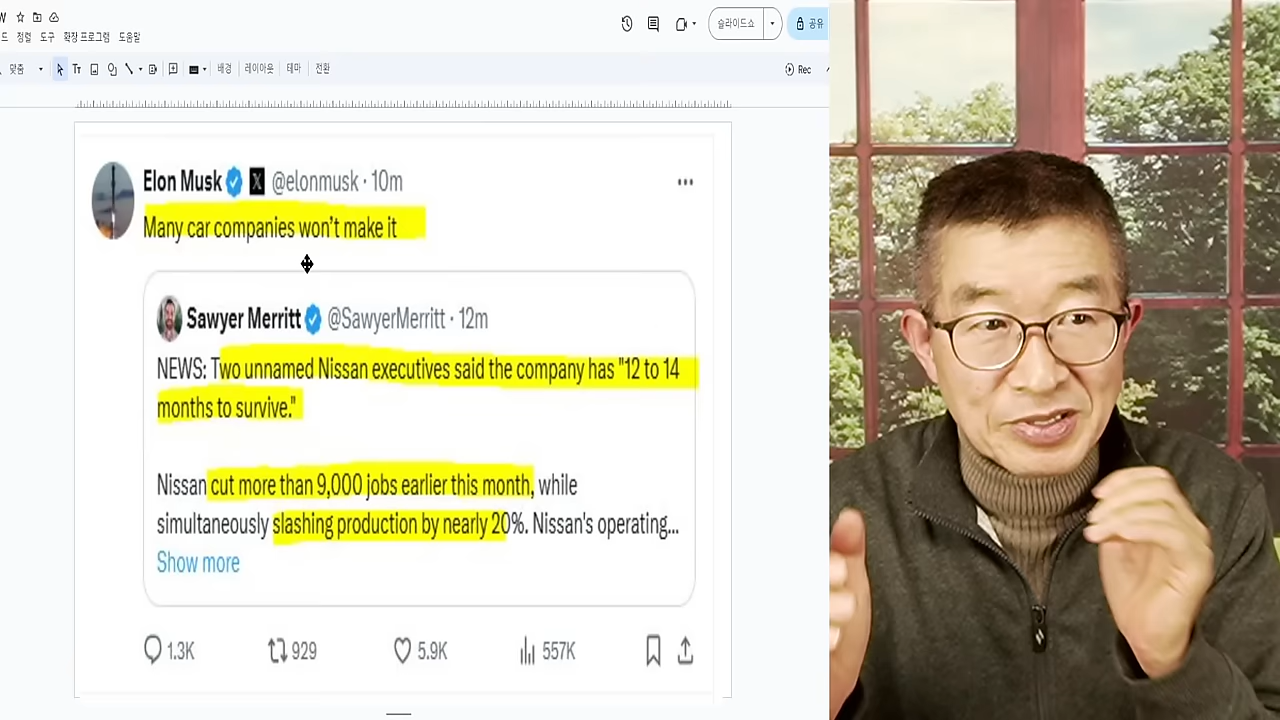 정렬 도구 확장 프로그램 도움말
슬라이드쇼
공유
맞춤
배경 레이아웃 테마 전환
Rec
Elon Musk X @elonmusk · 10m
Many car companies won't make it
Sawyer Merritt @SawyerMerritt · 12m
NEWS: Two unnamed Nissan executives said the company has "12 to 14
months to survive."
Nissan cut more than 9,000 jobs earlier this month, while
simultaneously slashing production by nearly 20%. Nissan's operating...
Show more
1.3K 929 5.9K 557K